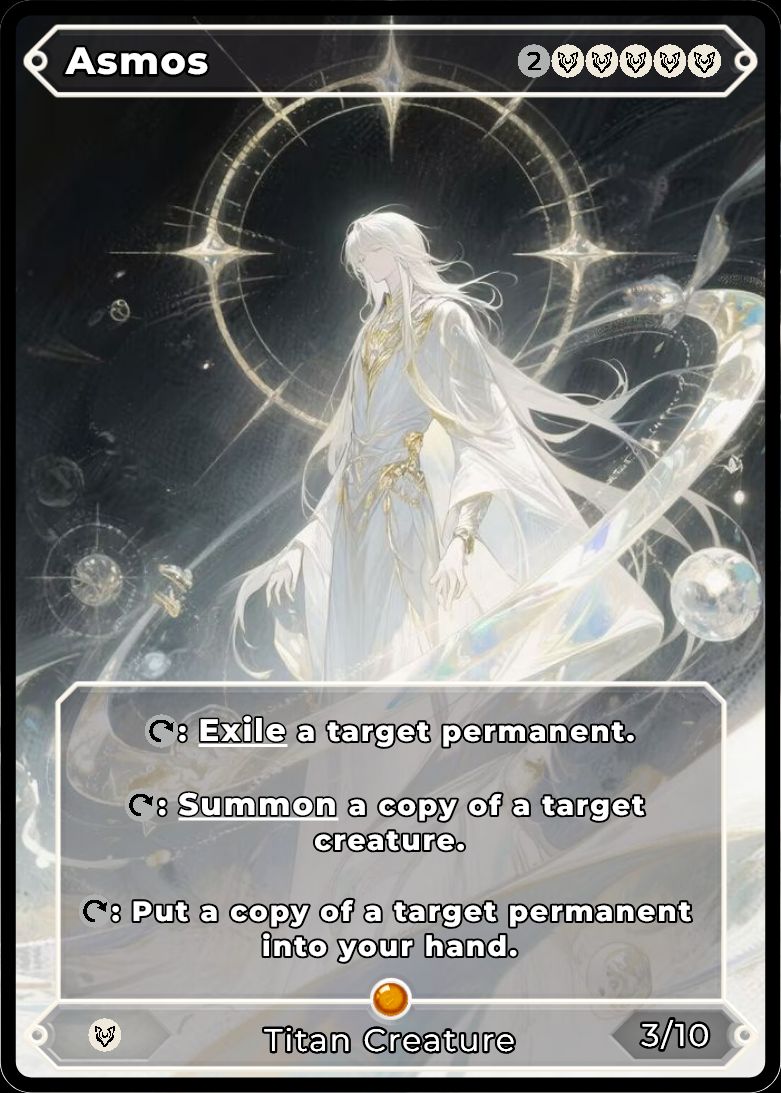 Asmos
2
: Exile a target permanent.
: Summon a copy of a target
creature.
: Put a copy of a target permanent
into your hand.
Titan Creature
3/10